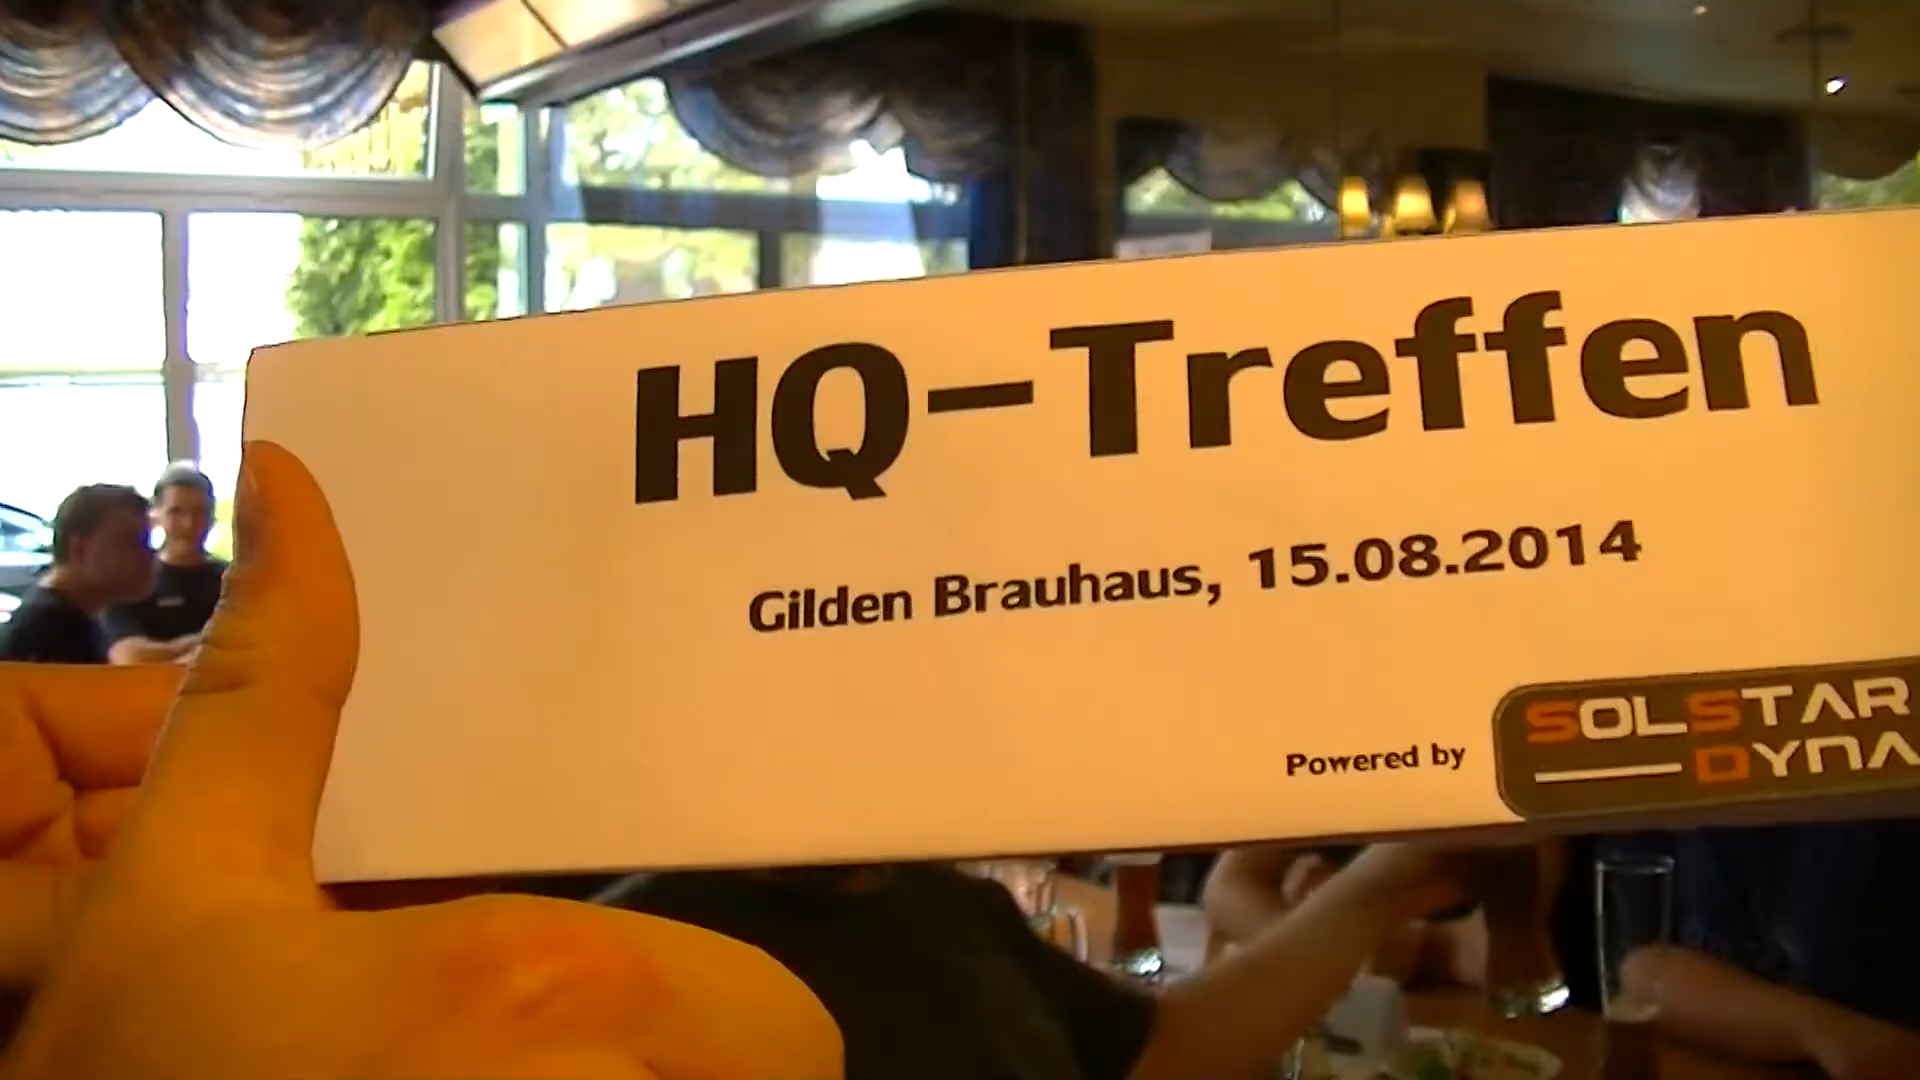 HQ-Treffen
Gilden Brauhaus, 15.08.2014
Powered by
SOLSTAR
DYNA